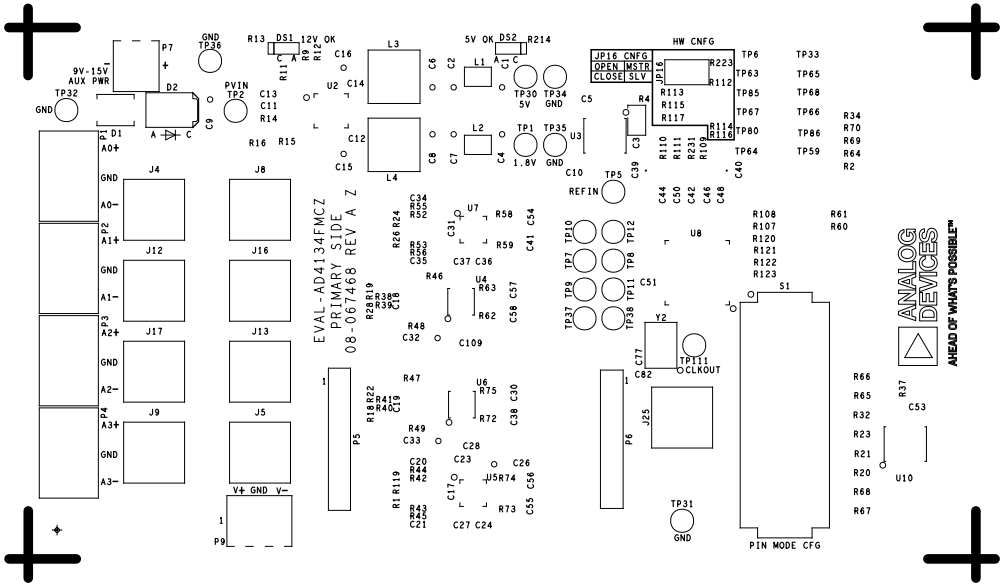 GND
TP36
P7
9V-15V
AUX PWR
TP32
GND
D1
D2
A C
C9
PVIN
TP2
C13
C11
R14
R16
R15
R13
DS1
12V OK
C A
R11
R9
R12
C16
U2
C14
C12
C15
L3
L4
C6
C2
L1
C8
C7
L2
C4
5V OK
DS2
R214
C1
C A
TP30
5V
TP34
GND
TP1
1.8V
TP35
GND
C5
U3
R4
C3
C10
C39
TP5
REFIN
HW CNFG
JP16 CNFG
OPEN MSTR
CLOSE SLV
JP16
R223
R112
R113
R115
R117
R114
R116
R110
R111
R231
R109
TP6
TP63
TP85
TP67
TP80
TP64
TP33
TP65
TP68
TP66
TP86
TP59
R34
R70
R69
R64
R2
C40
C44
C50
C42
C46
C48
P1
A0+
GND
A0-
P2
A1+
GND
A1-
P3
A2+
GND
A2-
P4
A3+
GND
A3-
J4
J8
J12
J16
J17
J13
J9
J5
V+ GND V-
1
P9
EVAL-AD4134FMCZ
PRIMARY SIDE
08-067468 REV A Z
C34
R55
R52
R24
R26
R53
R56
C35
C31
U7
R58
C54
R59
C41
C37 C36
R46
U4
R63
C57
R62
C58
R19
R28
R38
R39
C18
R48
C32
C109
R47
U6
R75
C30
R72
C38
R22
R18
R41
R40
C19
R49
C33
C28
C23
C20
R44
R42
R119
R1
R43
R45
C21
C17
U5
R74
C26
C56
R73
C55
C27 C24
1
P5
TP10
TP12
TP7
TP8
TP9
TP11
TP37
TP38
C51
U8
R108
R107
R120
R121
R122
R123
R61
R60
S1
Y2
C77
C82
TP111
CLKOUT
1
P6
J25
TP31
GND
PIN MODE CFG
R66
R65
R32
R23
R21
R20
R68
R67
R37
C53
U10
ANALOG
DEVICES
AHEAD OF WHAT'S POSSIBLE™